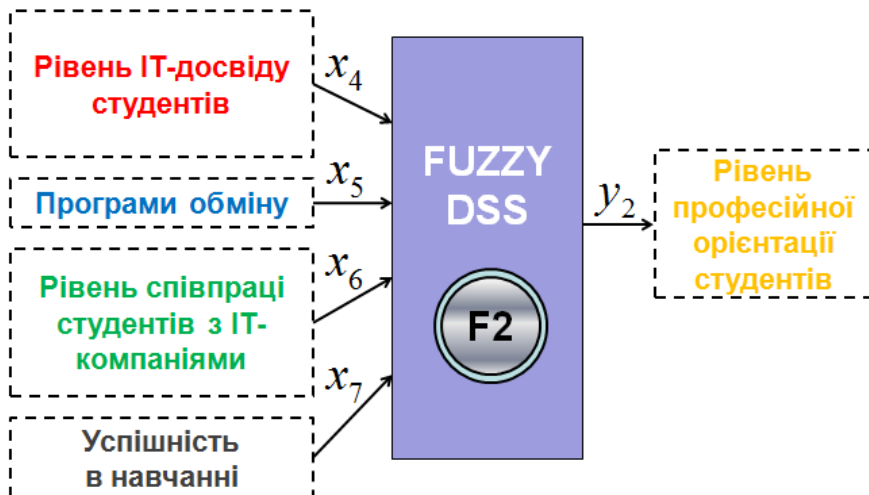 Рівень ІТ-досвіду
студентів
x4
Програми обміну
x5
Рівень співпраці
студентів з ІТ-
компаніями
x6
Успішність
в навчанні
x7
FUZZY
DSS
F2
y2
Рівень
професійної
орієнтації
студентів